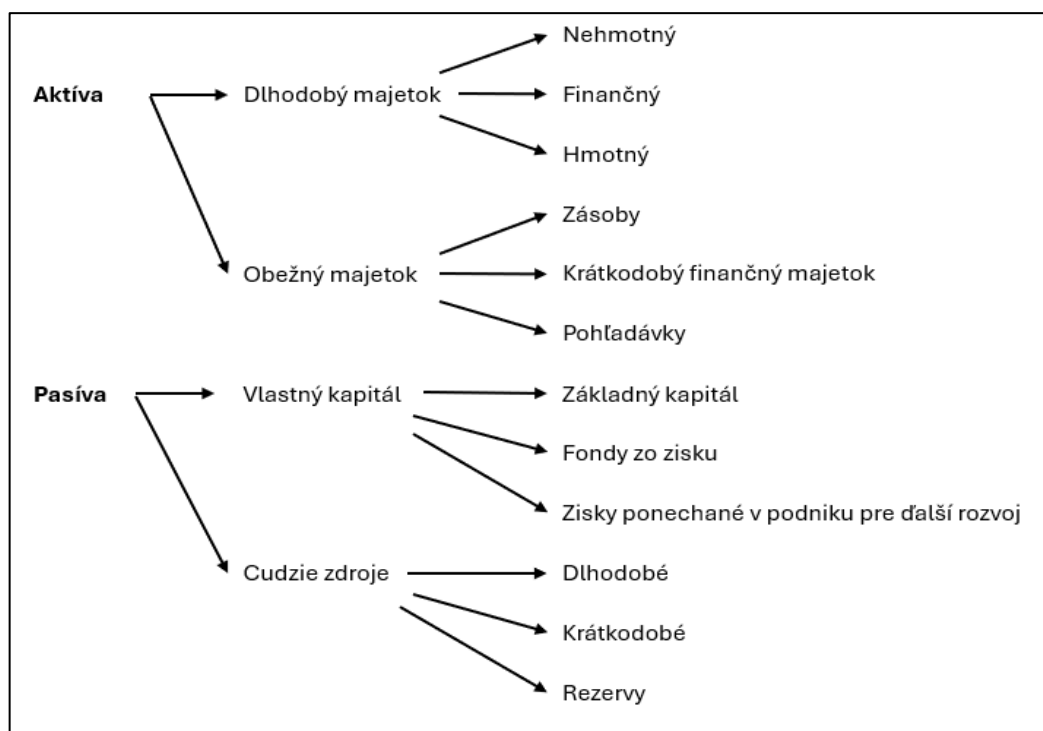 Nehmotný
Aktíva Dlhodobý majetok Finančný
Hmotný
Zásoby
Obežný majetok Krátkodobý finančný majetok
Pohľadávky
Pasíva Vlastný kapitál Základný kapitál
Fondy zo zisku
Zisky ponechané v podniku pre ďalší rozvoj
Cudzie zdroje Dlhodobé
Krátkodobé
Rezervy